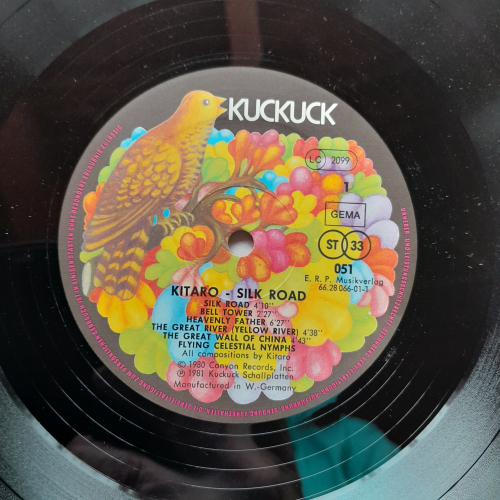 KUCKUCK
LC 2099
1
GEMA
ST 33
051
E. R. P. Musikverlag
66.28 066-01-1
KITARO - SILK ROAD
SILK ROAD 4'10''
BELL TOWER 2'27''
HEAVENLY FATHER 6'27''
THE GREAT RIVER (YELLOW RIVER) 4'38''
THE GREAT WALL OF CHINA 4'43''
FLYING CELESTIAL NYMPHS
All compositions by Kitaro
℗ 1980 Canyon Records, Inc.
℗ 1981 Kuckuck Schallplatten
Manufactured in W.-Germany